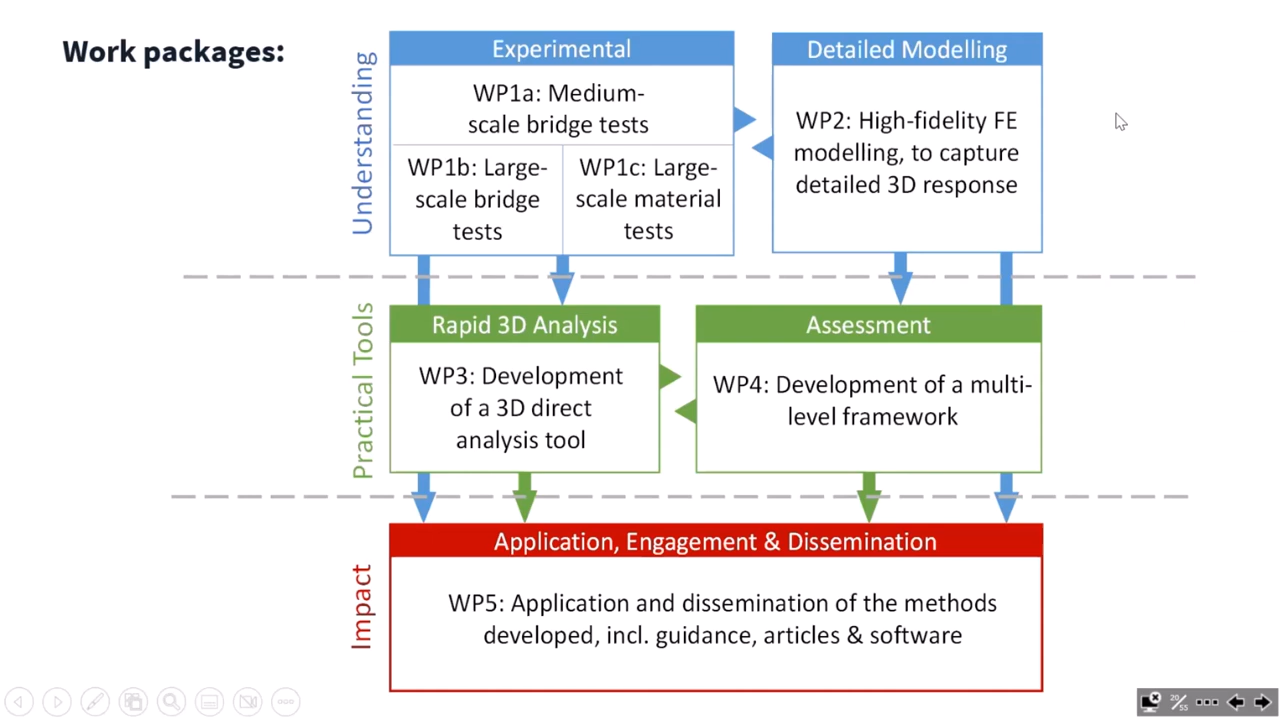 Work packages:
Understanding
Experimental
WP1a: Medium-
scale bridge tests
WP1b: Large-
scale bridge
tests
WP1c: Large-
scale material
tests
Detailed Modelling
WP2: High-fidelity FE
modelling, to capture
detailed 3D response
Practical Tools
Rapid 3D Analysis
WP3: Development
of a 3D direct
analysis tool
Assessment
WP4: Development of a multi-
level framework
Impact
Application, Engagement & Dissemination
WP5: Application and dissemination of the methods
developed, incl. guidance, articles & software
20/55